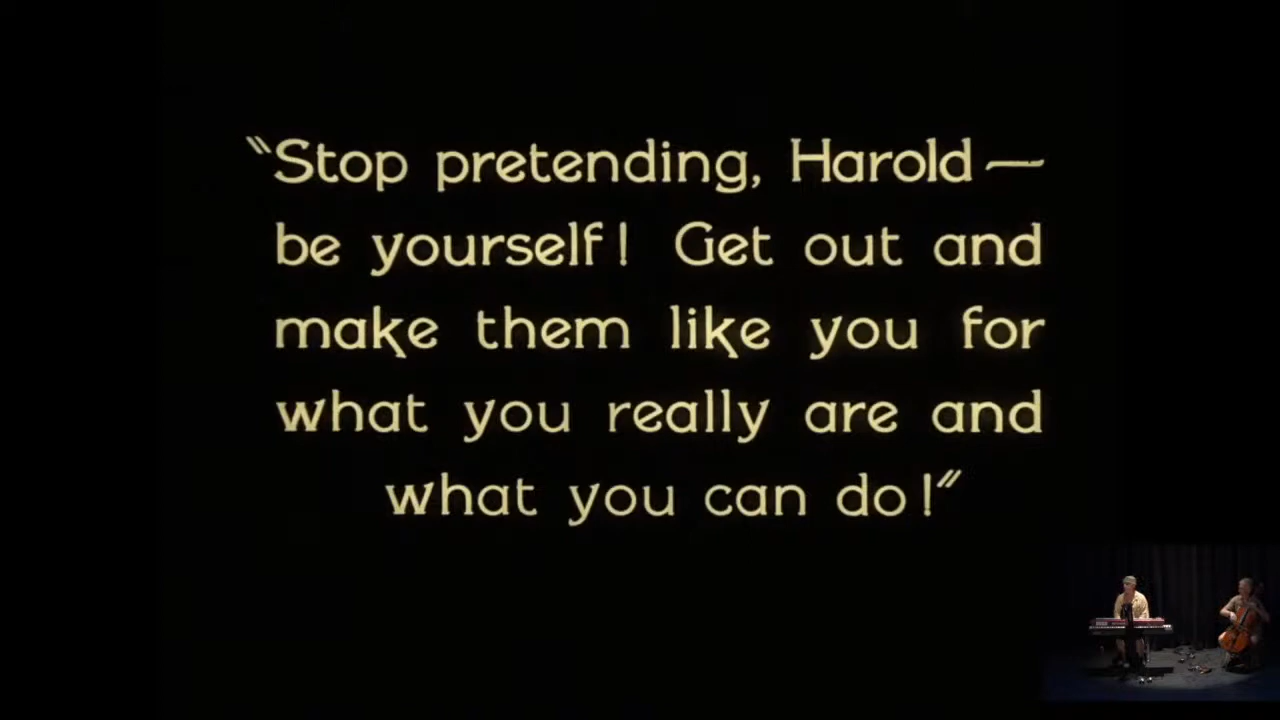 "Stop pretending, Harold —
be yourself! Get out and
make them like you for
what you really are and
what you can do!"